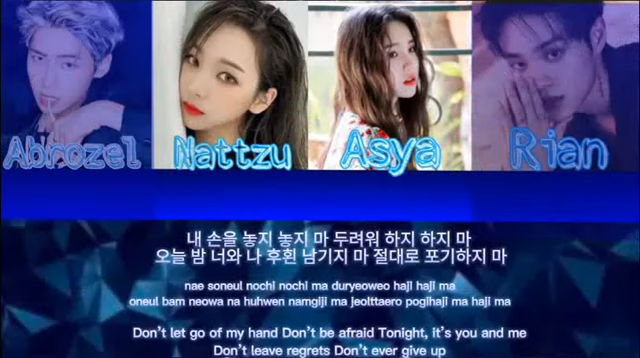 Abrozel Nattzu Asya Rian
내 손을 놓지 놓지 마 두려워 하지 하지 마
오늘 밤 너와 나 후횐 남기지 마 절대로 포기하지 마
nae soneul nochi nochi ma duryeoweo haji haji ma
oneul bam neowa na huhwen namgiji ma jeolttaero pogihaji ma haji ma
Don't let go of my hand Don't be afraid Tonight, it's you and me
Don't leave regrets Don't ever give up